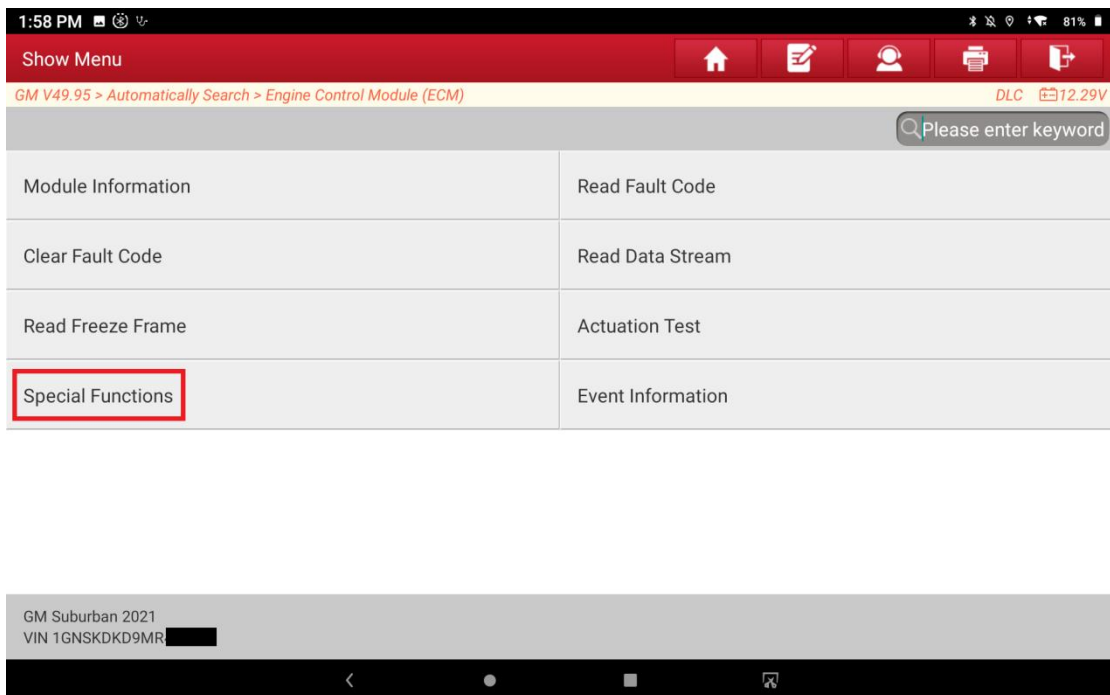 1:58 PM 81%
Show Menu
GM V49.95 > Automatically Search > Engine Control Module (ECM) DLC 12.29V
Please enter keyword
Module Information Read Fault Code
Clear Fault Code Read Data Stream
Read Freeze Frame Actuation Test
Special Functions Event Information
GM Suburban 2021
VIN 1GNSKDKD9MR